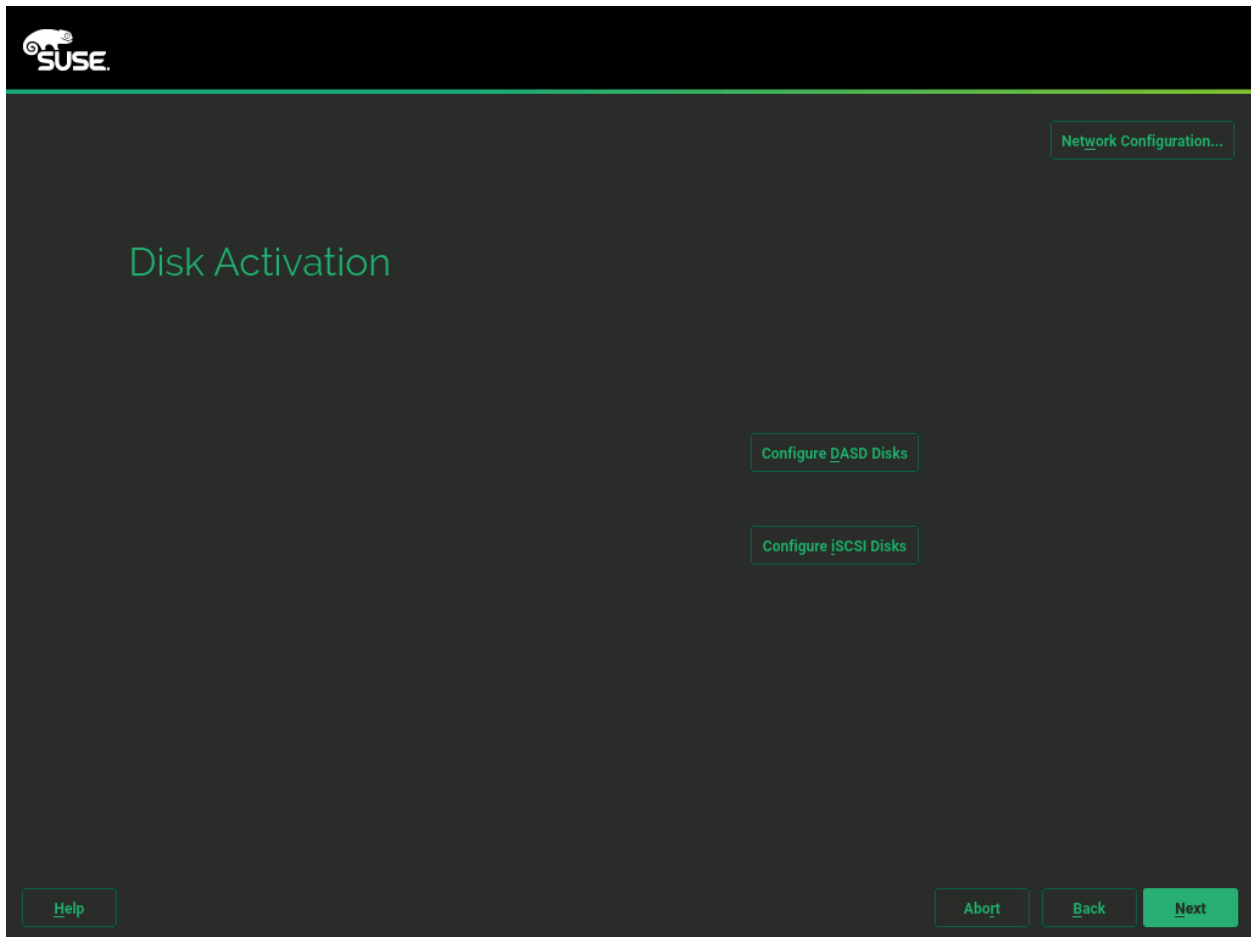 SUSE.
Network Configuration...
Disk Activation
Configure DASD Disks
Configure iSCSI Disks
Help
Abort
Back
Next